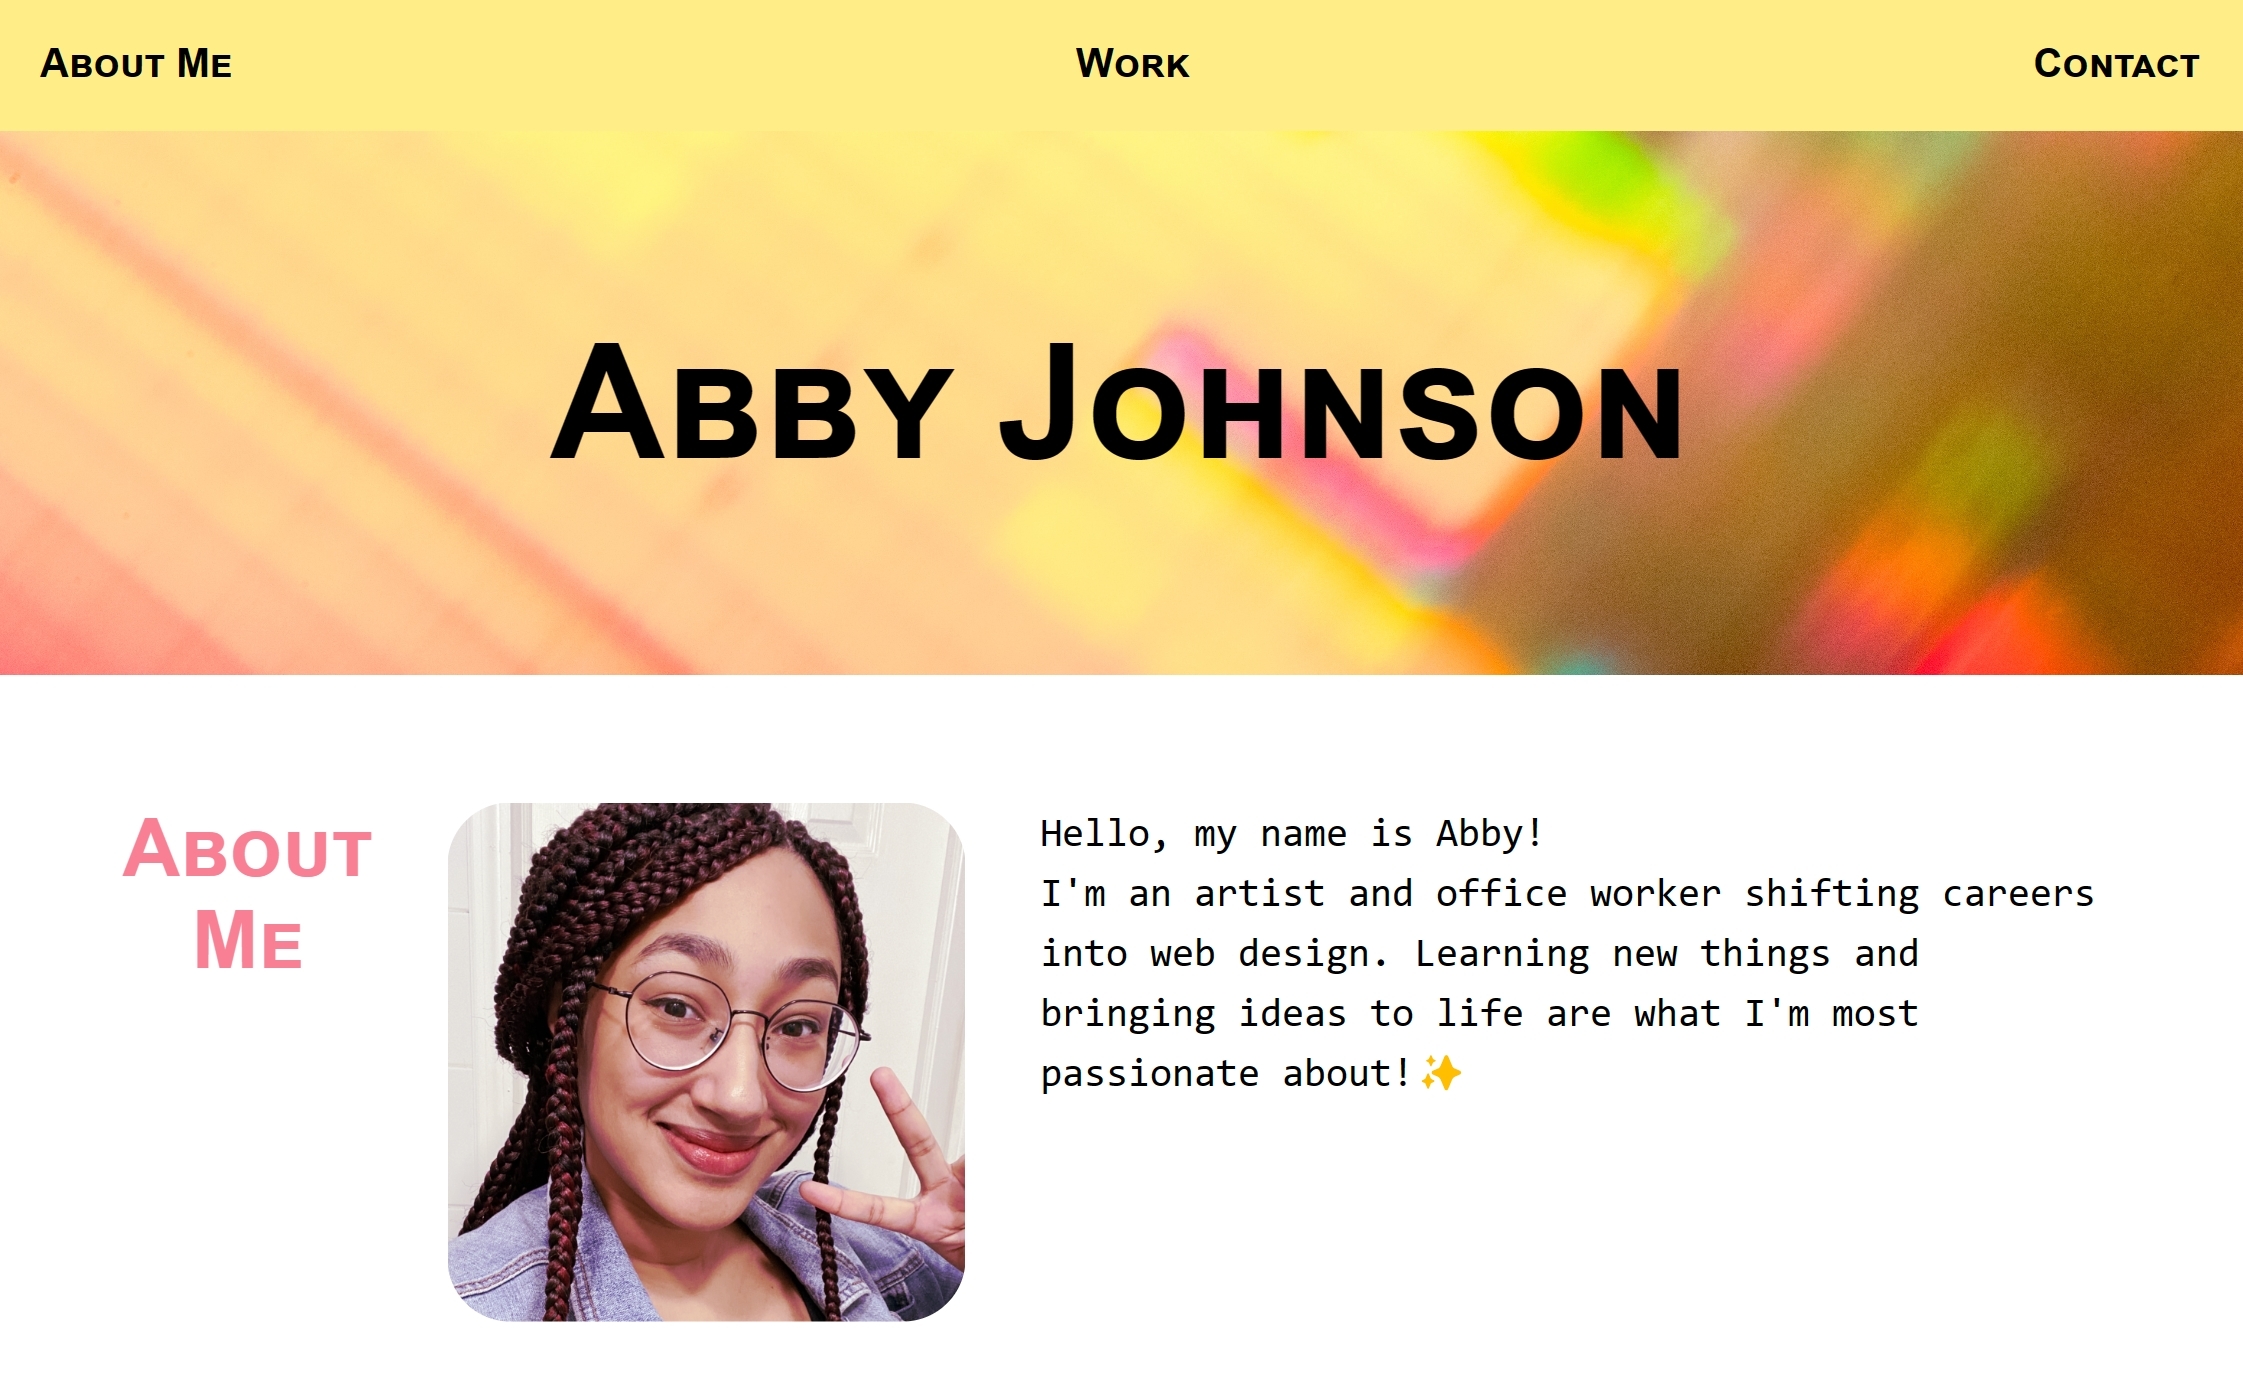 About Me
Work
Contact
Abby Johnson
About
Me
Hello, my name is Abby!
I'm an artist and office worker shifting careers
into web design. Learning new things and
bringing ideas to life are what I'm most
passionate about!✨